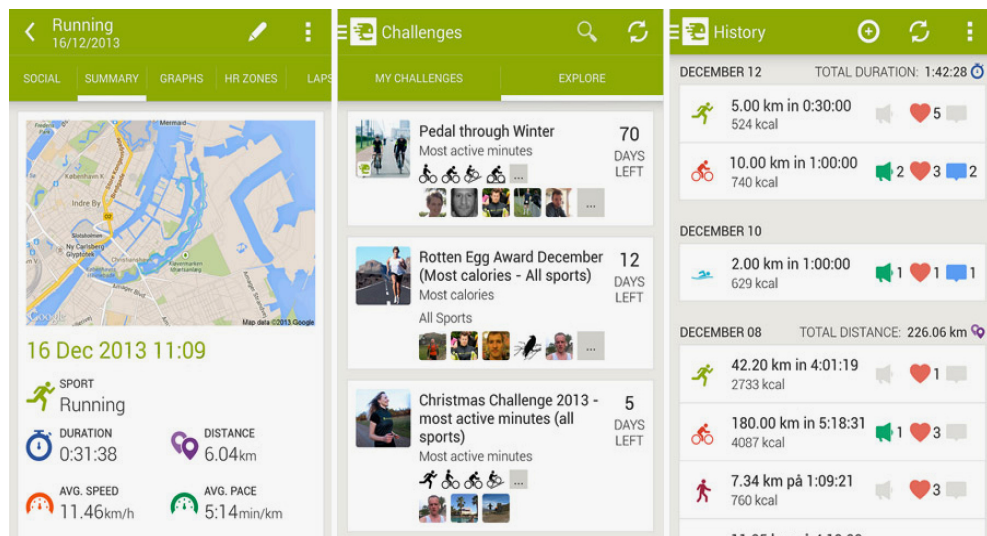 Running
16/12/2013
SOCIAL SUMMARY GRAPHS HR ZONES LAPS
Mermaid
København K
Indre By
O2
Slotsholmen
Ny Carlsberg
Glyptotek
Christianshavn
Amager Blvd
Google
Map data ©2013 Google
16 Dec 2013 11:09
SPORT
Running
DURATION
0:31:38
DISTANCE
6.04km
AVG. SPEED
11.46km/h
AVG. PACE
5:14min/km
Challenges
MY CHALLENGES EXPLORE
Pedal through Winter
Most active minutes
...
...
70
DAYS
LEFT
Rotten Egg Award December
(Most calories - All sports)
Most calories
All Sports
...
12
DAYS
LEFT
Christmas Challenge 2013 -
most active minutes (all
sports)
Most active minutes
...
5
DAYS
LEFT
History
DECEMBER 12 TOTAL DURATION: 1:42:28
5.00 km in 0:30:00
524 kcal
5
10.00 km in 1:00:00
740 kcal
2 3 2
DECEMBER 10
2.00 km in 1:00:00
629 kcal
1 1 1
DECEMBER 08 TOTAL DISTANCE: 226.06 km
42.20 km in 4:01:19
2733 kcal
1
180.00 km in 5:18:31
4087 kcal
1 3
7.34 km på 1:09:21
760 kcal
3